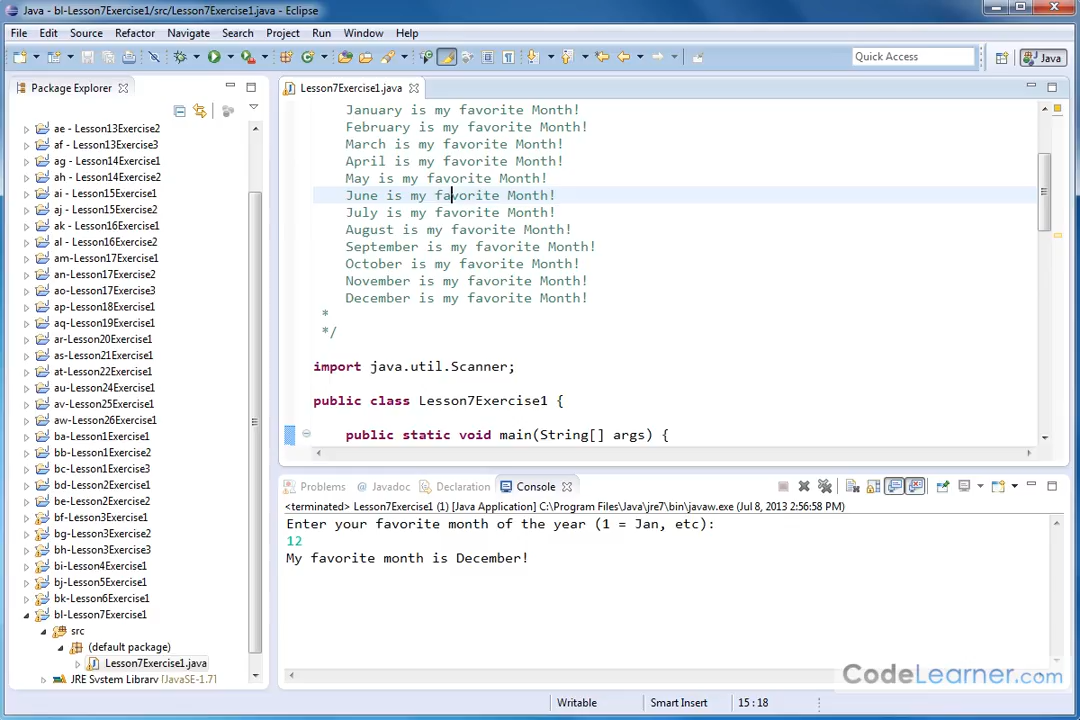 Java - bl-Lesson7Exercise1/src/Lesson7Exercise1.java - Eclipse
File Edit Source Refactor Navigate Search Project Run Window Help
Quick Access
Java
Package Explorer
ae - Lesson13Exercise2
af - Lesson13Exercise3
ag - Lesson14Exercise1
ah - Lesson14Exercise2
ai - Lesson15Exercise1
aj - Lesson15Exercise2
ak - Lesson16Exercise1
al - Lesson16Exercise2
am-Lesson17Exercise1
an-Lesson17Exercise2
ao-Lesson17Exercise3
ap-Lesson18Exercise1
aq-Lesson19Exercise1
ar-Lesson20Exercise1
as-Lesson21Exercise1
at-Lesson22Exercise1
au-Lesson24Exercise1
av-Lesson25Exercise1
aw-Lesson26Exercise1
ba-Lesson1Exercise1
bb-Lesson1Exercise2
bc-Lesson1Exercise3
bd-Lesson2Exercise1
be-Lesson2Exercise2
bf-Lesson3Exercise1
bg-Lesson3Exercise2
bh-Lesson3Exercise3
bi-Lesson4Exercise1
bj-Lesson5Exercise1
bk-Lesson6Exercise1
bl-Lesson7Exercise1
src
(default package)
Lesson7Exercise1.java
JRE System Library [JavaSE-1.7]
Lesson7Exercise1.java
January is my favorite Month!
February is my favorite Month!
March is my favorite Month!
April is my favorite Month!
May is my favorite Month!
June is my favorite Month!
July is my favorite Month!
August is my favorite Month!
September is my favorite Month!
October is my favorite Month!
November is my favorite Month!
December is my favorite Month!
*
*/
import java.util.Scanner;
public class Lesson7Exercise1 {
public static void main(String[] args) {
Problems @ Javadoc Declaration Console
<terminated> Lesson7Exercise1 (1) [Java Application] C:\Program Files\Java\jre7\bin\javaw.exe (Jul 8, 2013 2:56:58 PM)
Enter your favorite month of the year (1 = Jan, etc):
12
My favorite month is December!
CodeLearner.com
Writable Smart Insert 15 : 18